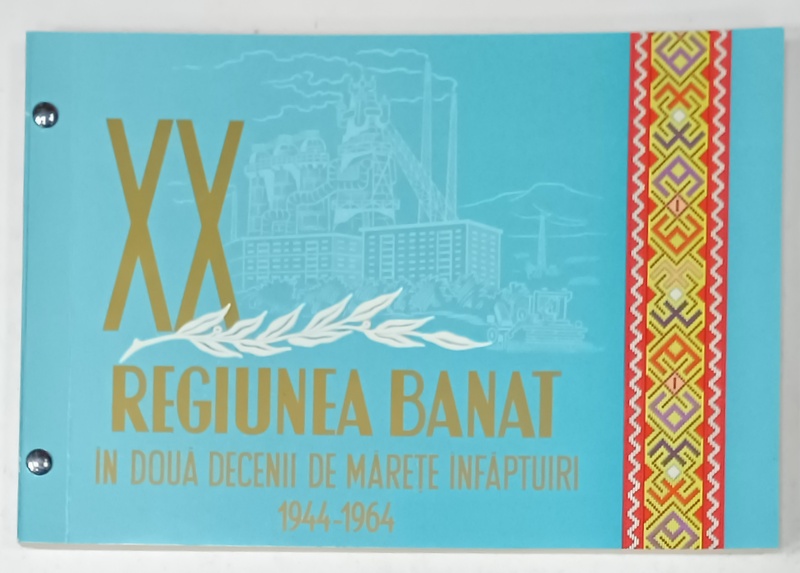 XX
REGIUNEA BANAT
ÎN DOUĂ DECENII DE MĂREȚE ÎNFĂPTUIRI
1944-1964